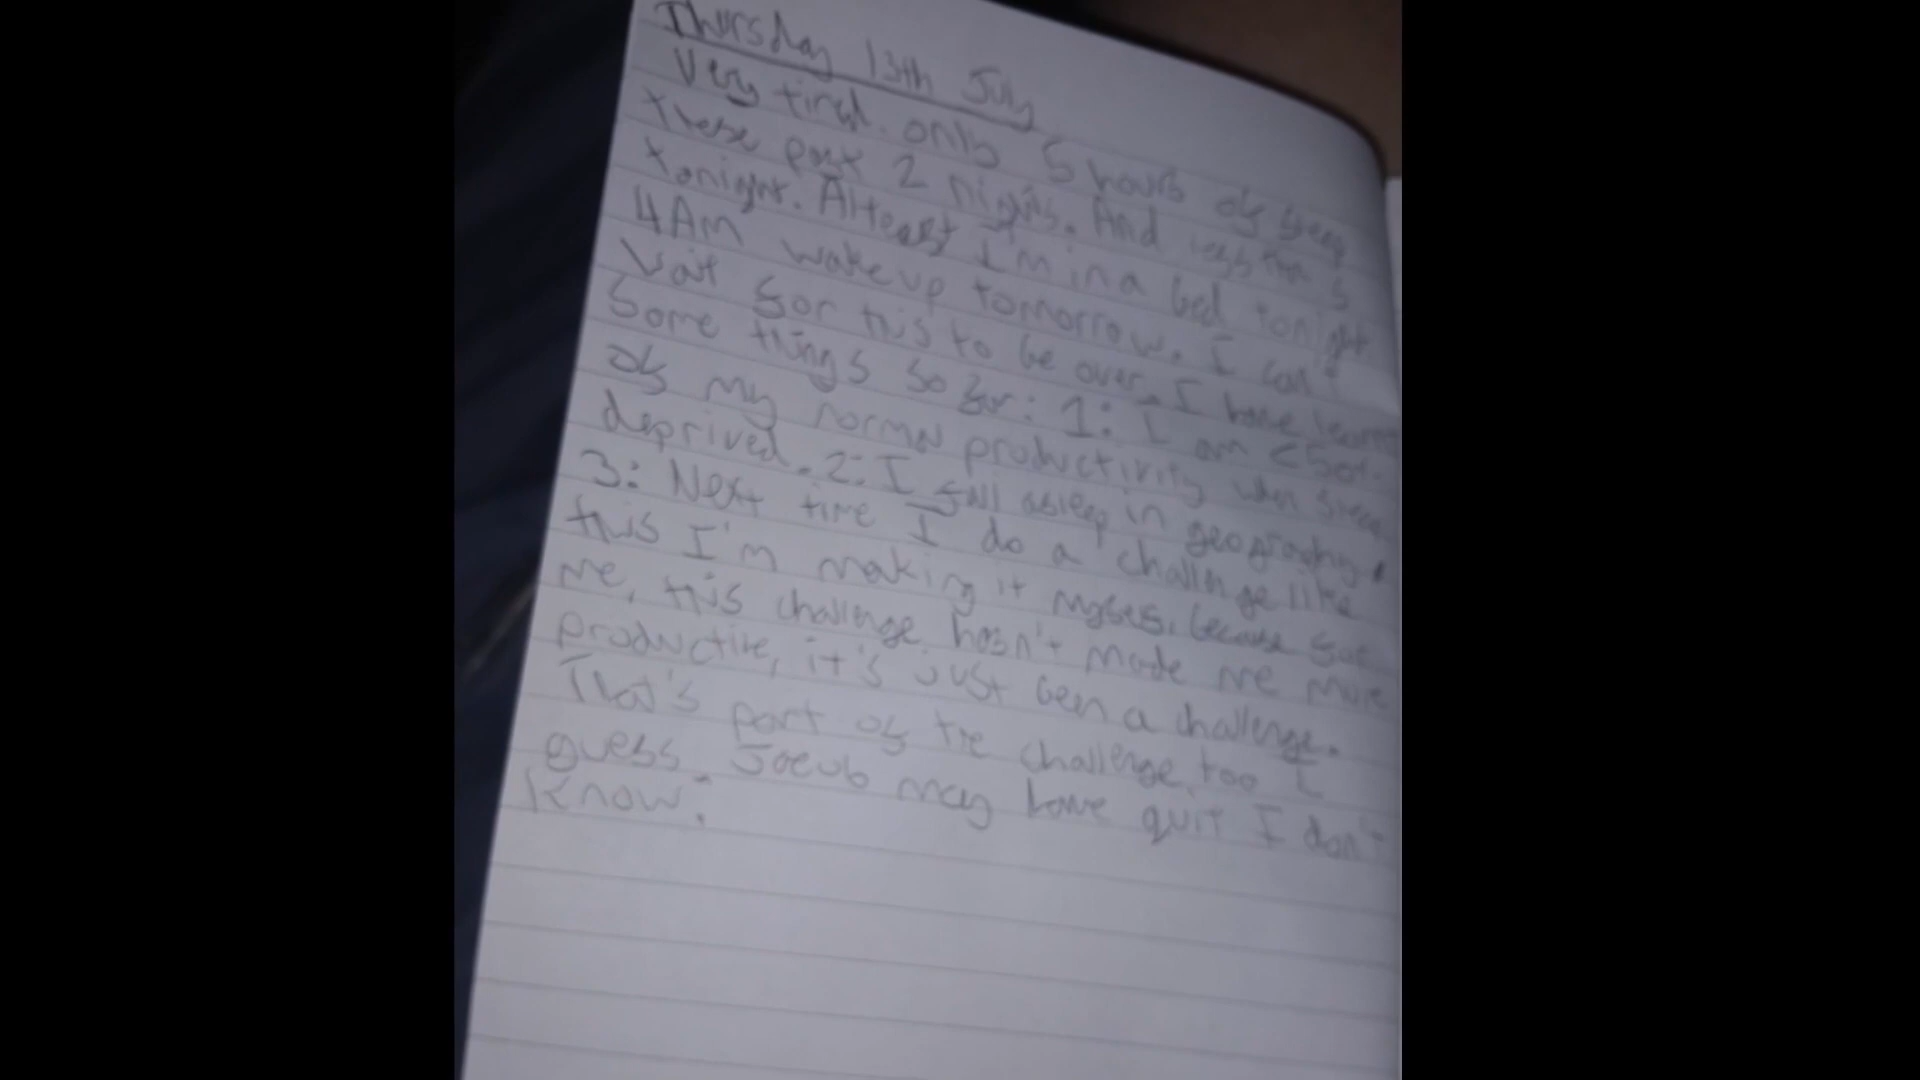 Thursday 13th July
Very tired. only 5 hours of sleep
these past 2 nights. And less than 5
tonight. Atleast I'm in a bed tonight
4AM wake up tomorrow. I can't
wait for this to be over. I have learnt
some things so far: 1: I am <50%
of my normal productivity when sleep
deprived. 2: I fall asleep in geography.
3: Next time I do a challenge like
this I'm making it myself, because for
me, this challenge hasn't made me more
productive, it's just been a challenge.
That's part of the challenge too I
guess. Jacub may have quit I don't
know.